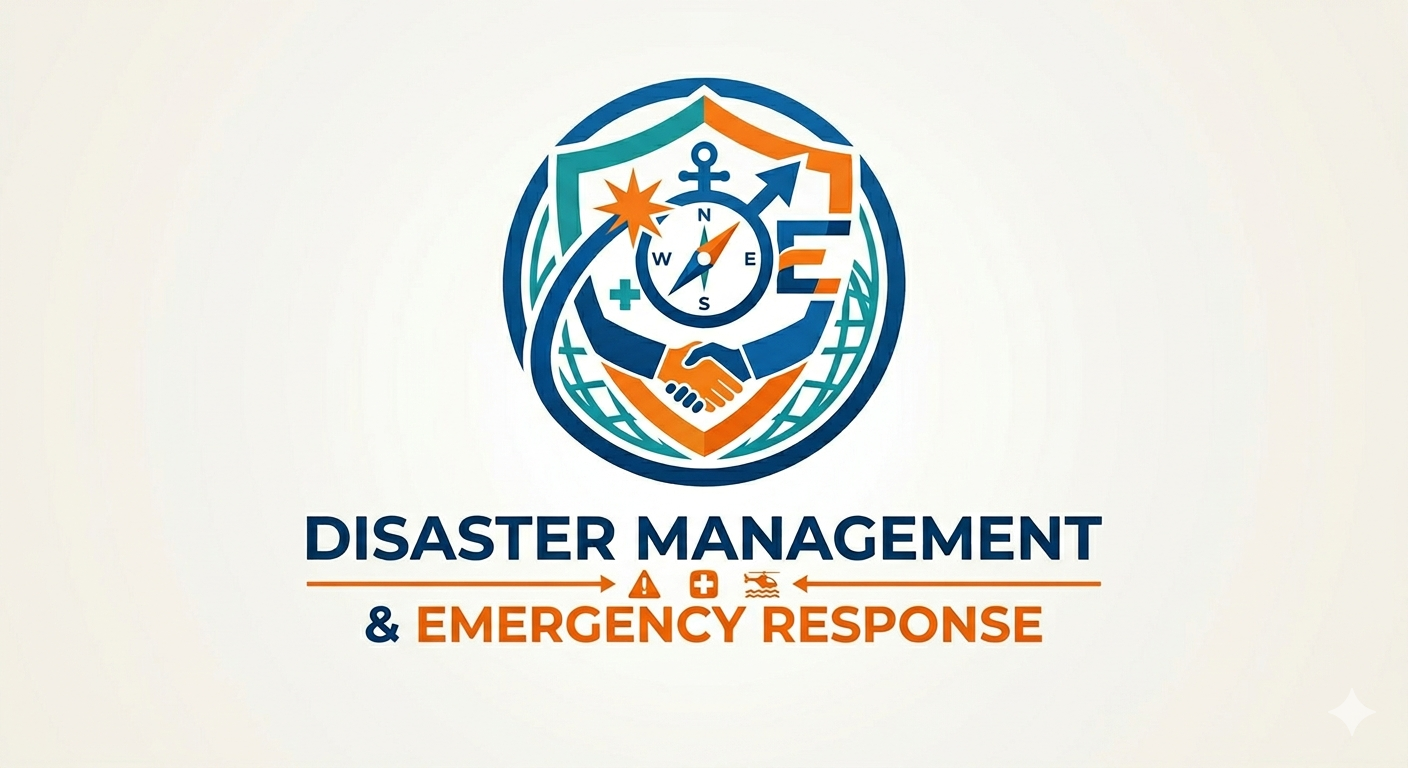 N
W E
S
E
DISASTER MANAGEMENT
& EMERGENCY RESPONSE